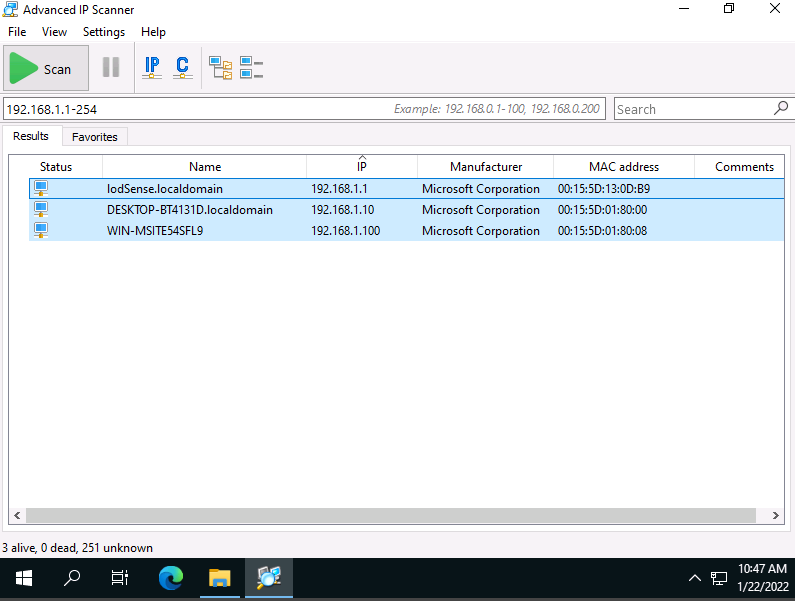 Advanced IP Scanner
File View Settings Help
Scan IP C
192.168.1.1-254 Example: 192.168.0.1-100, 192.168.0.200 Search
Results Favorites
Status Name IP Manufacturer MAC address Comments
lodSense.localdomain 192.168.1.1 Microsoft Corporation 00:15:5D:13:0D:B9
DESKTOP-BT4131D.localdomain 192.168.1.10 Microsoft Corporation 00:15:5D:01:80:00
WIN-MSITE54SFL9 192.168.1.100 Microsoft Corporation 00:15:5D:01:80:08
3 alive, 0 dead, 251 unknown
10:47 AM
1/22/2022